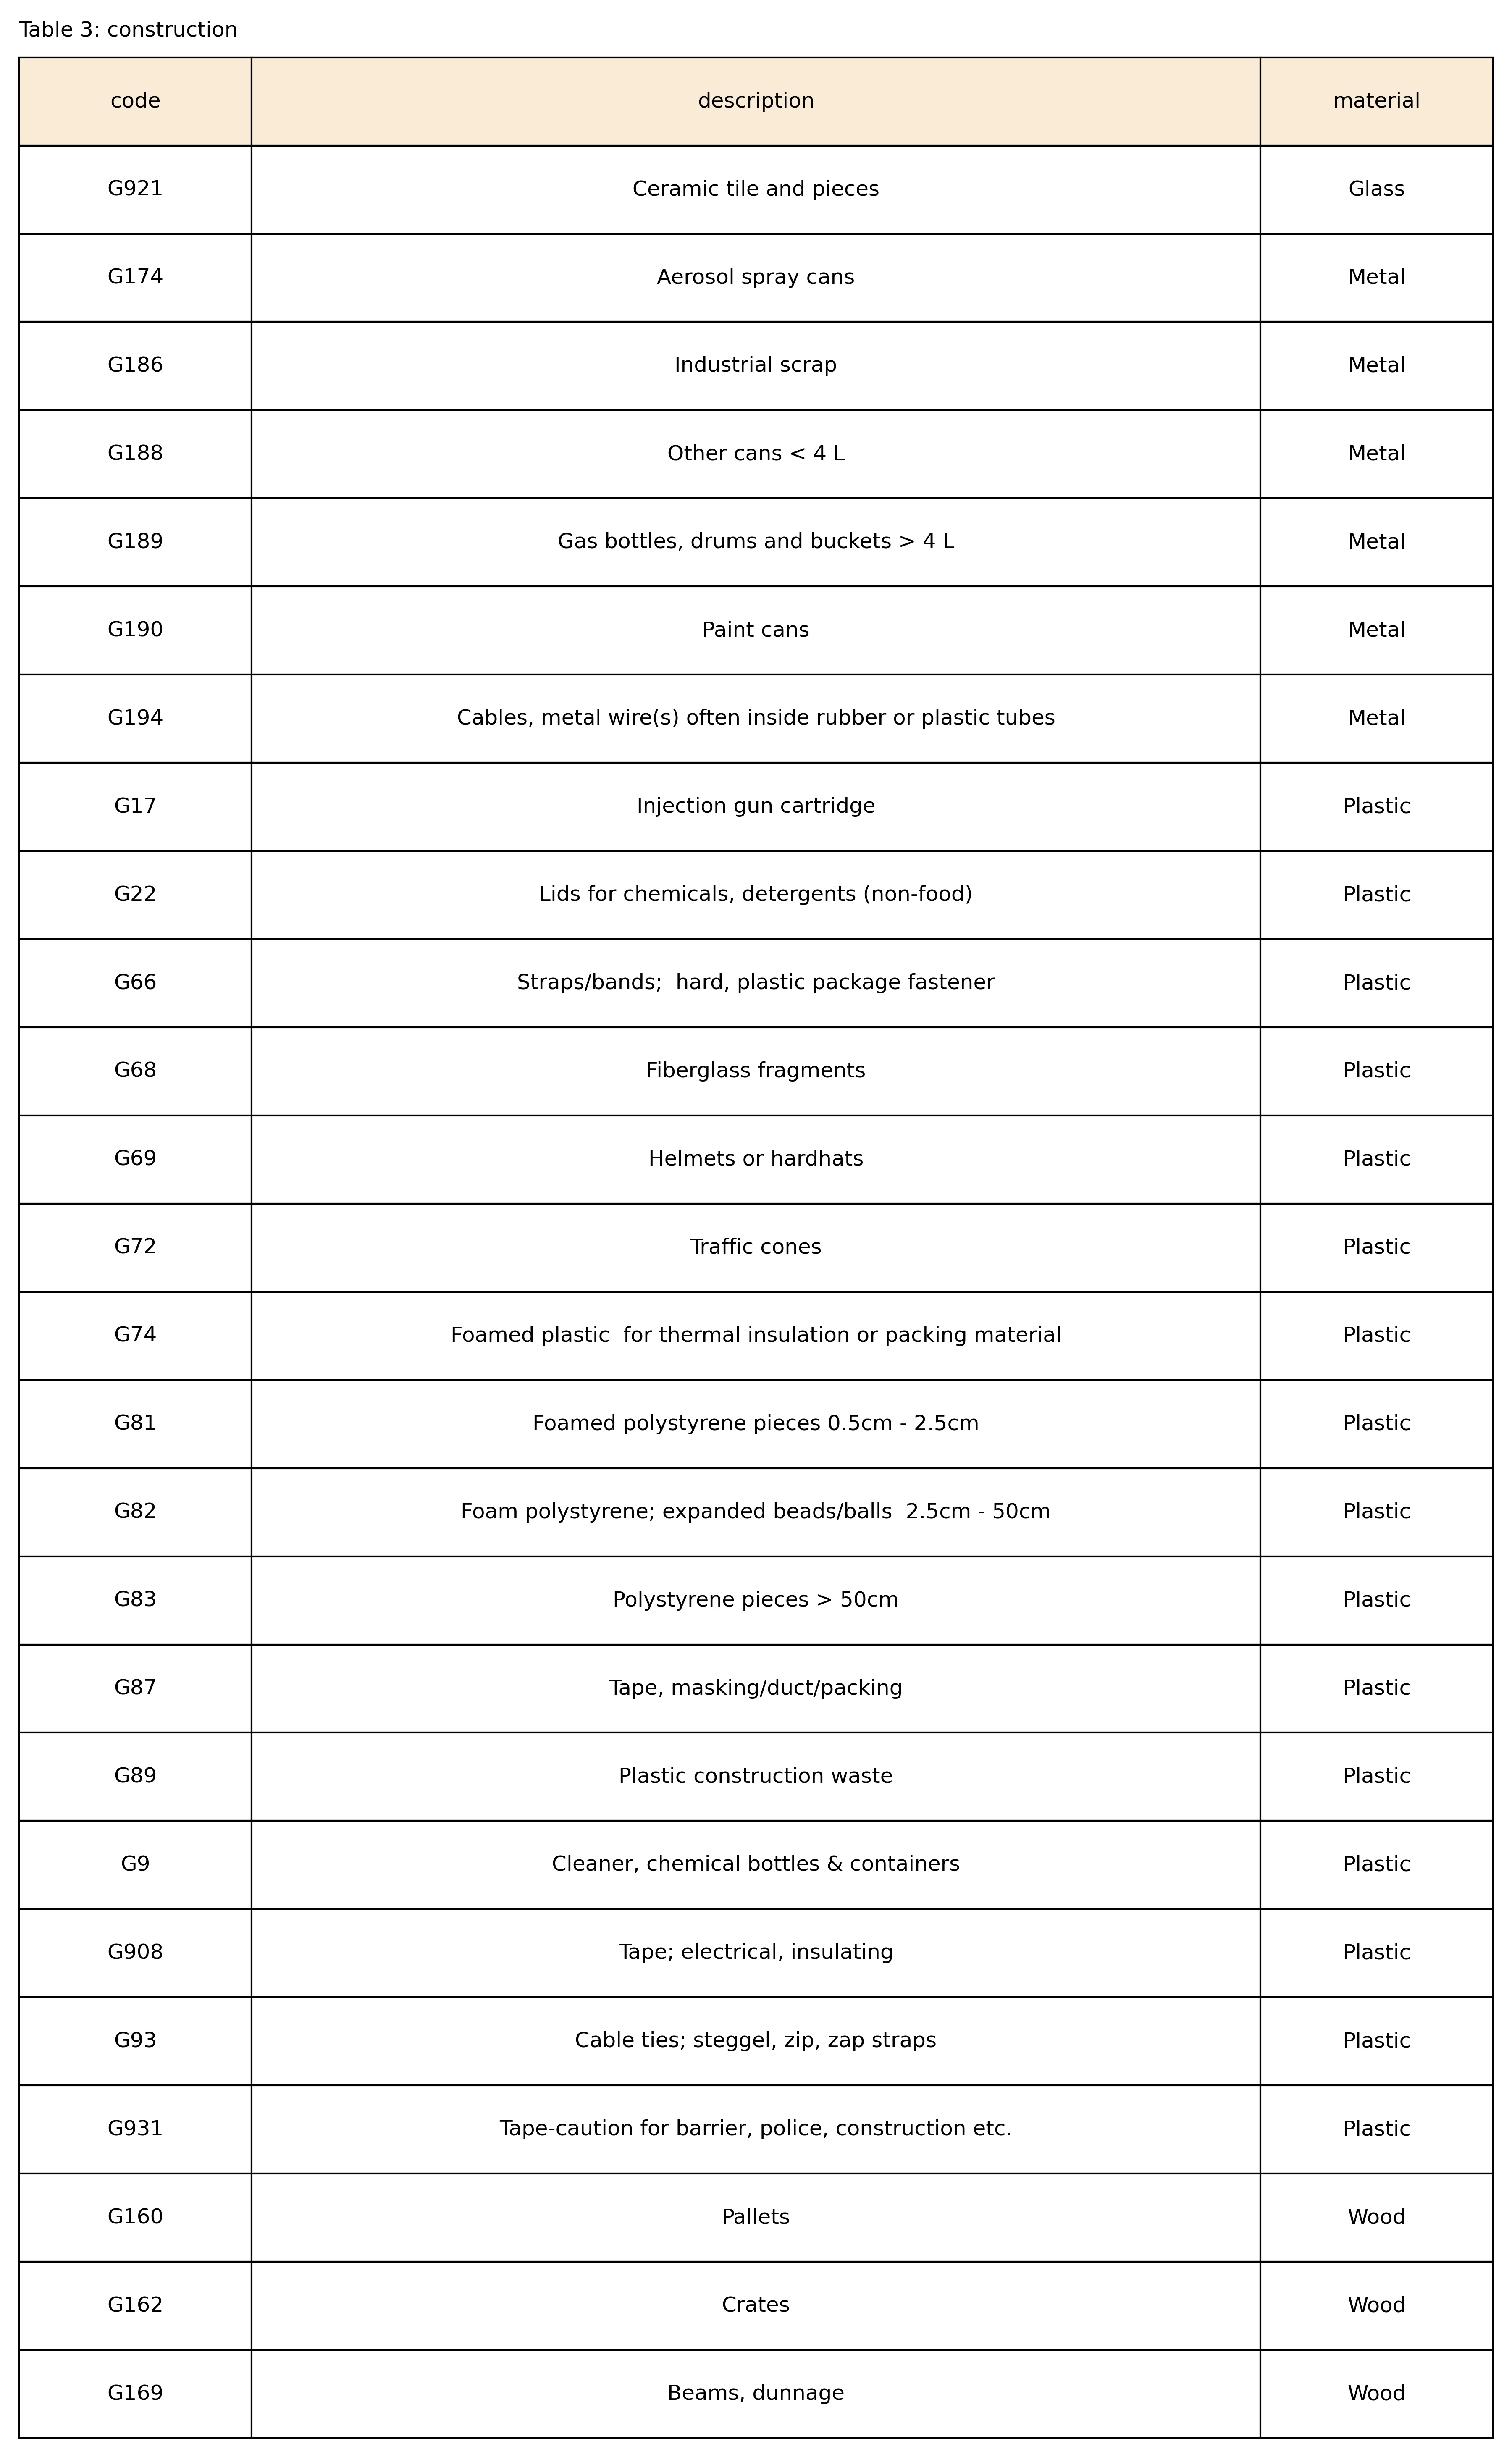 Table 3: construction
code description material
G921 Ceramic tile and pieces Glass
G174 Aerosol spray cans Metal
G186 Industrial scrap Metal
G188 Other cans < 4 L Metal
G189 Gas bottles, drums and buckets > 4 L Metal
G190 Paint cans Metal
G194 Cables, metal wire(s) often inside rubber or plastic tubes Metal
G17 Injection gun cartridge Plastic
G22 Lids for chemicals, detergents (non-food) Plastic
G66 Straps/bands;  hard, plastic package fastener Plastic
G68 Fiberglass fragments Plastic
G69 Helmets or hardhats Plastic
G72 Traffic cones Plastic
G74 Foamed plastic  for thermal insulation or packing material Plastic
G81 Foamed polystyrene pieces 0.5cm - 2.5cm Plastic
G82 Foam polystyrene; expanded beads/balls  2.5cm - 50cm Plastic
G83 Polystyrene pieces > 50cm Plastic
G87 Tape, masking/duct/packing Plastic
G89 Plastic construction waste Plastic
G9 Cleaner, chemical bottles & containers Plastic
G908 Tape; electrical, insulating Plastic
G93 Cable ties; steggel, zip, zap straps Plastic
G931 Tape-caution for barrier, police, construction etc. Plastic
G160 Pallets Wood
G162 Crates Wood
G169 Beams, dunnage Wood